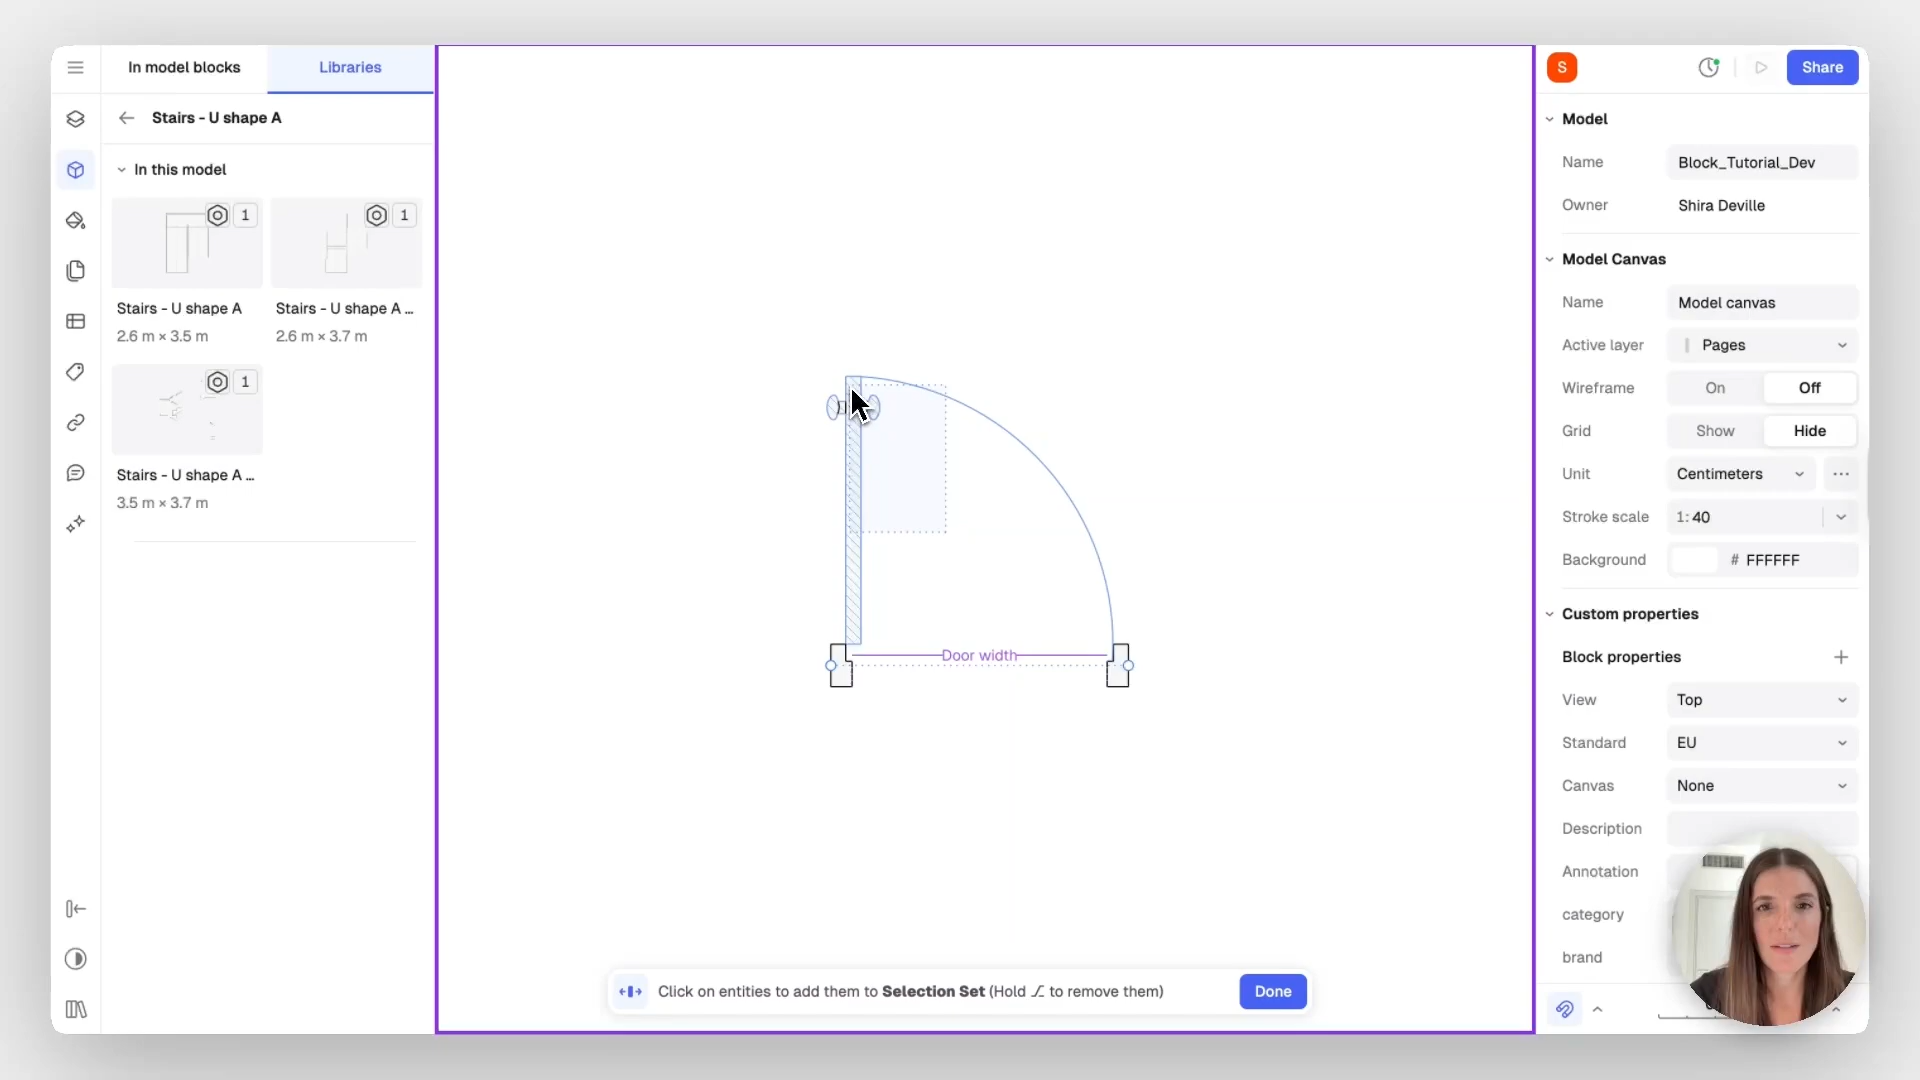 In model blocks
Libraries
Stairs - U shape A
In this model
1
1
Stairs - U shape A
Stairs - U shape A ...
2.6 m × 3.5 m
2.6 m × 3.7 m
1
Stairs - U shape A ...
3.5 m × 3.7 m
Door width
Click on entities to add them to Selection Set (Hold ⌥ to remove them)
Done
S
Share
Model
Name
Block_Tutorial_Dev
Owner
Shira Deville
Model Canvas
Name
Model canvas
Active layer
Pages
Wireframe
On
Off
Grid
Show
Hide
Unit
Centimeters
Stroke scale
1: 40
Background
# FFFFFF
Custom properties
Block properties
View
Top
Standard
EU
Canvas
None
Description
Annotation
category
brand